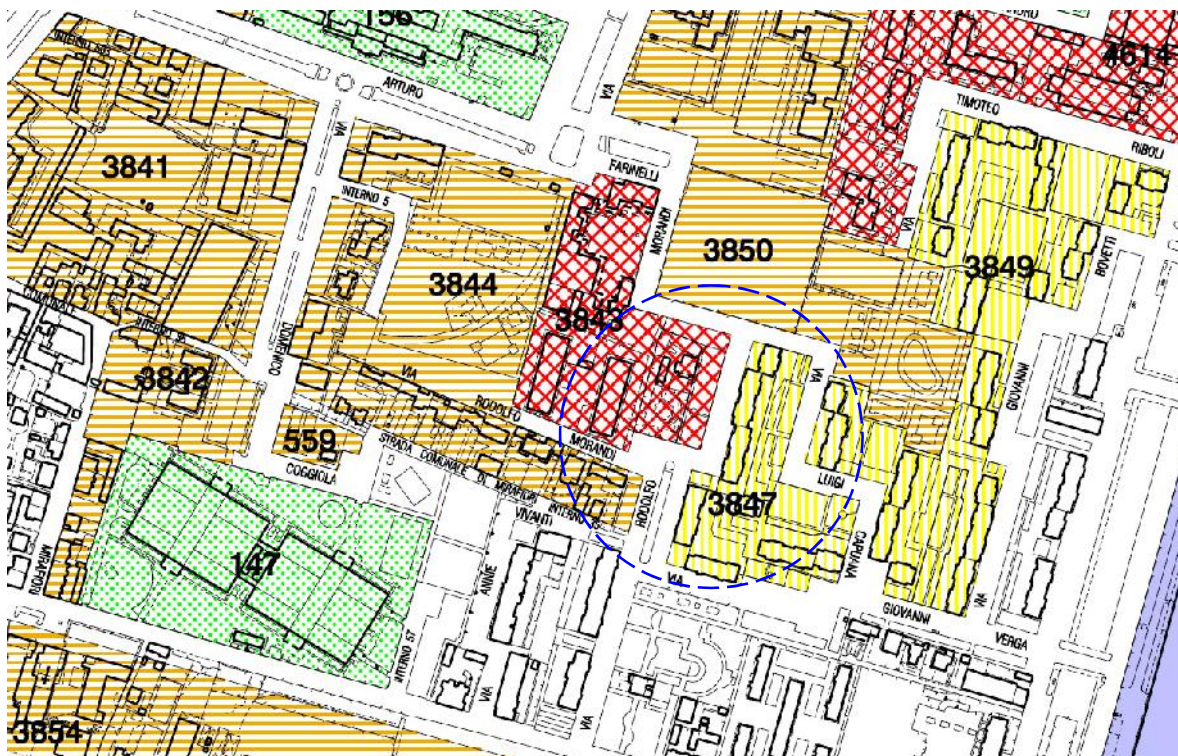 156
4614
ARTURO
VIA
TIMOTEO
RIBOLI
3841
VIA
FARINELLI
INTERNO 5
MORANDI
VIA
3850
3849
BOVETTI
3844
3843
DOMENICO
3842
VIA
RODOLFO
MORANDI
VIA
GIOVANNI
559
STRADA COMUNALE DI MIRAFIORI
INTERNO
COGGIOLA
LUIGI
3847
RODOLFO
VIVANTI
CAPUANA
147
MIRAFIORI
ANNIE
VIA
VIA
GIOVANNI
VERGA
INTERNO 57
VIA
VIA
3854